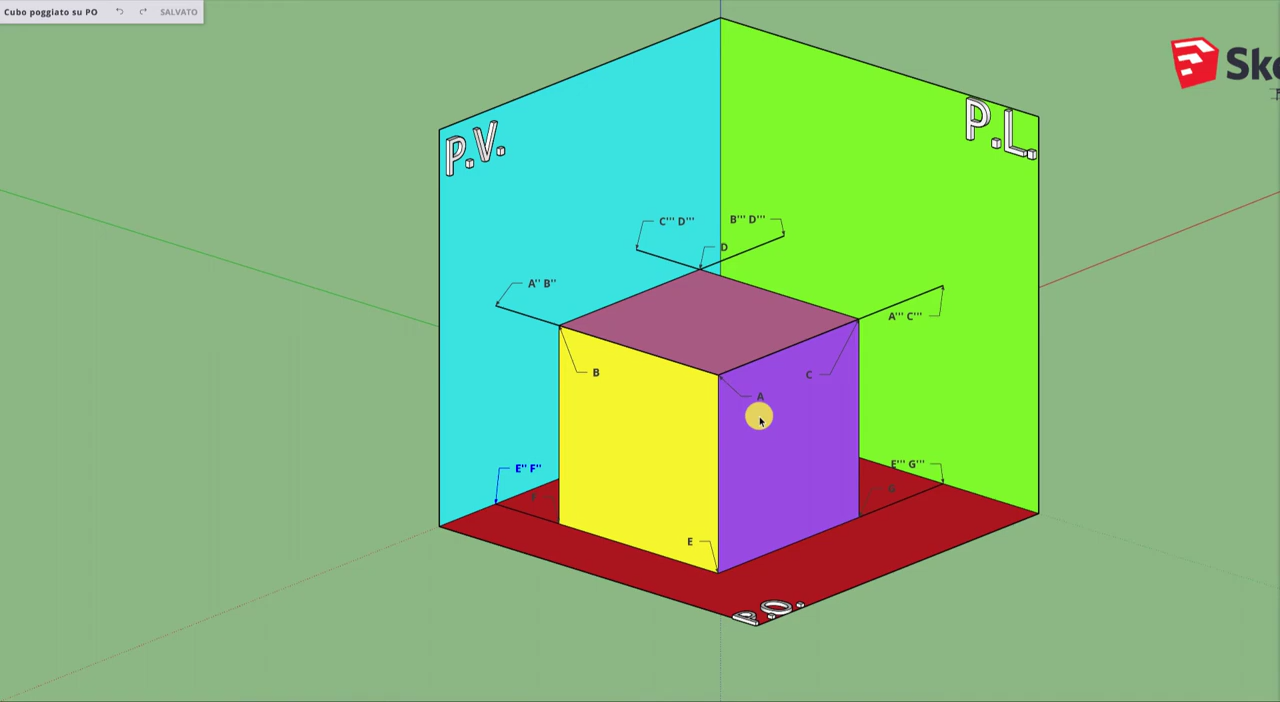 Cubo poggiato su PO
SALVATO
P.V.
P.L.
C''' D'''
B''' D'''
D
A'' B''
A''' C'''
B
C
A
E'' F''
E''' G'''
F
G
E
P.O.